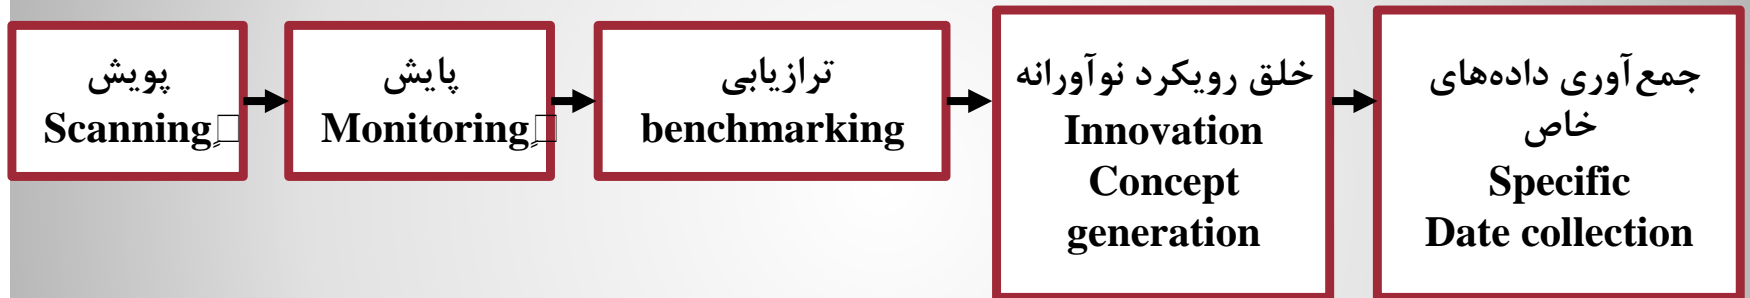 پویش
Scanning
پایش
Monitoring
ترازیابی
benchmarking
خلق رویکرد نوآورانه
Innovation
Concept
generation
جمع‌آوری داده‌های
خاص
Specific
Date collection